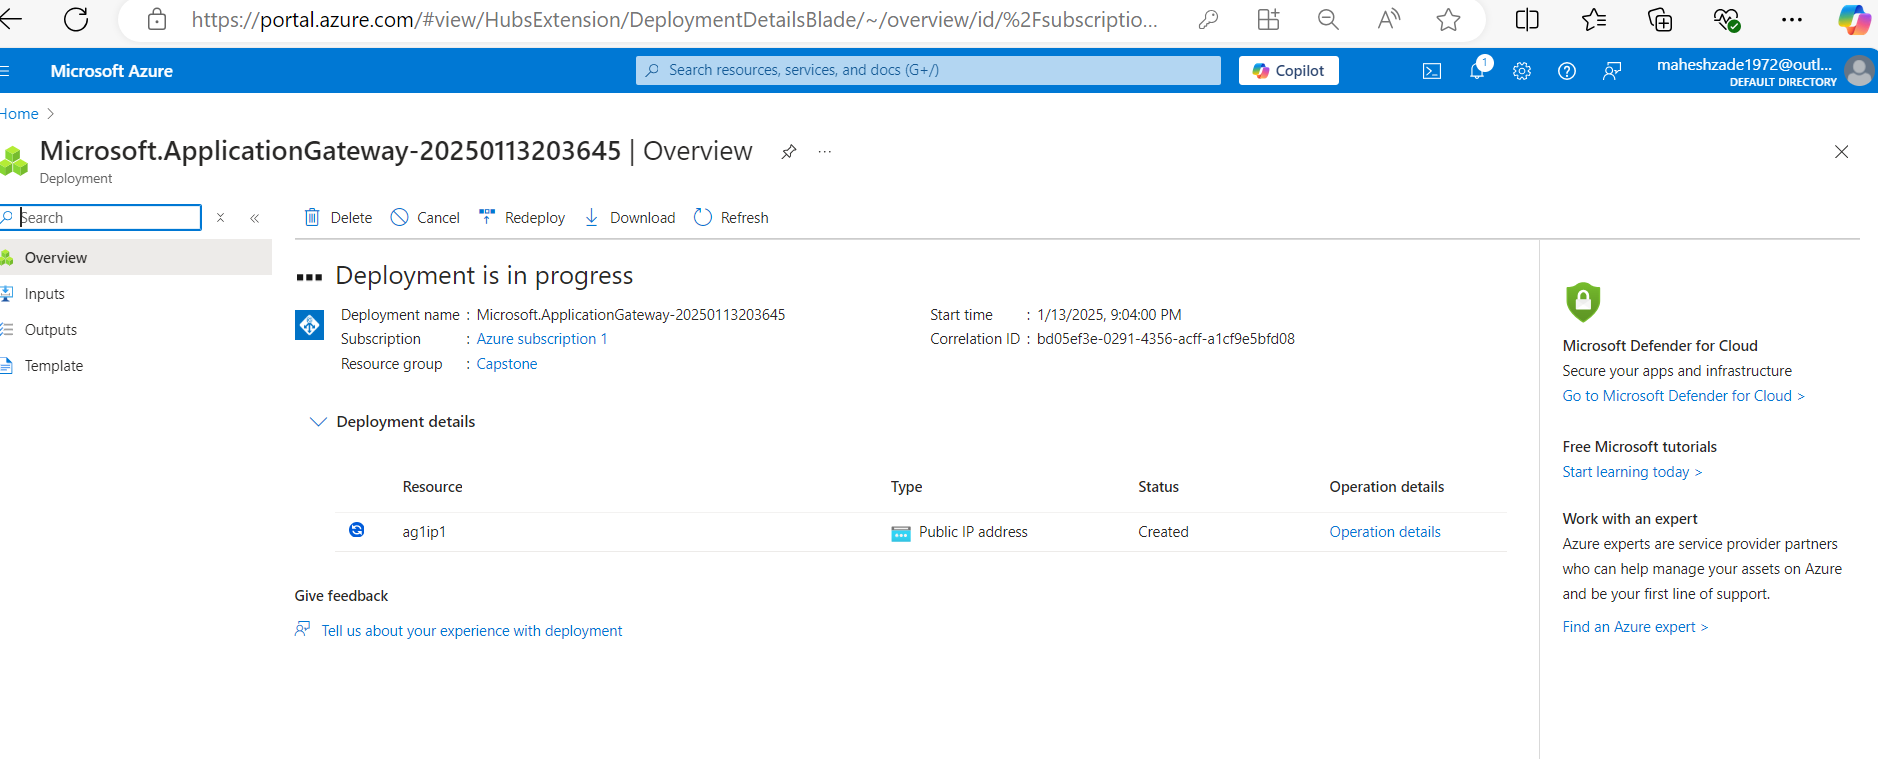 https://portal.azure.com/#view/HubsExtension/DeploymentDetailsBlade/~/overview/id/%2Fsubscriptio...
Microsoft Azure
Search resources, services, and docs (G+/)
Copilot
1
maheshzade1972@outl...
DEFAULT DIRECTORY
Home
Microsoft.ApplicationGateway-20250113203645 | Overview
Deployment
Search
Delete
Cancel
Redeploy
Download
Refresh
Overview
Inputs
Outputs
Template
Deployment is in progress
Deployment name : Microsoft.ApplicationGateway-20250113203645
Subscription : Azure subscription 1
Resource group : Capstone
Start time : 1/13/2025, 9:04:00 PM
Correlation ID : bd05ef3e-0291-4356-acff-a1cf9e5bfd08
Deployment details
Resource Type Status Operation details
ag1ip1 Public IP address Created Operation details
Give feedback
Tell us about your experience with deployment
Microsoft Defender for Cloud
Secure your apps and infrastructure
Go to Microsoft Defender for Cloud >
Free Microsoft tutorials
Start learning today >
Work with an expert
Azure experts are service provider partners
who can help manage your assets on Azure
and be your first line of support.
Find an Azure expert >